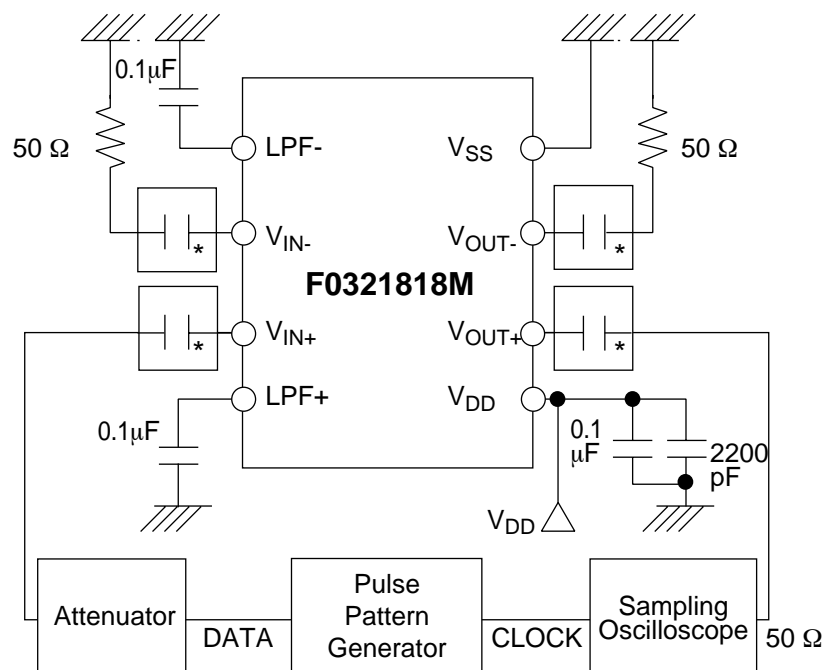 0.1μF
50 Ω
LPF-
VSS
50 Ω
VIN-
*
VOUT-
*
F0321818M
VIN+
*
VOUT+
*
LPF+
VDD
0.1μF
0.1
μF
2200
pF
VDD
Attenuator
DATA
Pulse
Pattern
Generator
CLOCK
Sampling
Oscilloscope
50 Ω